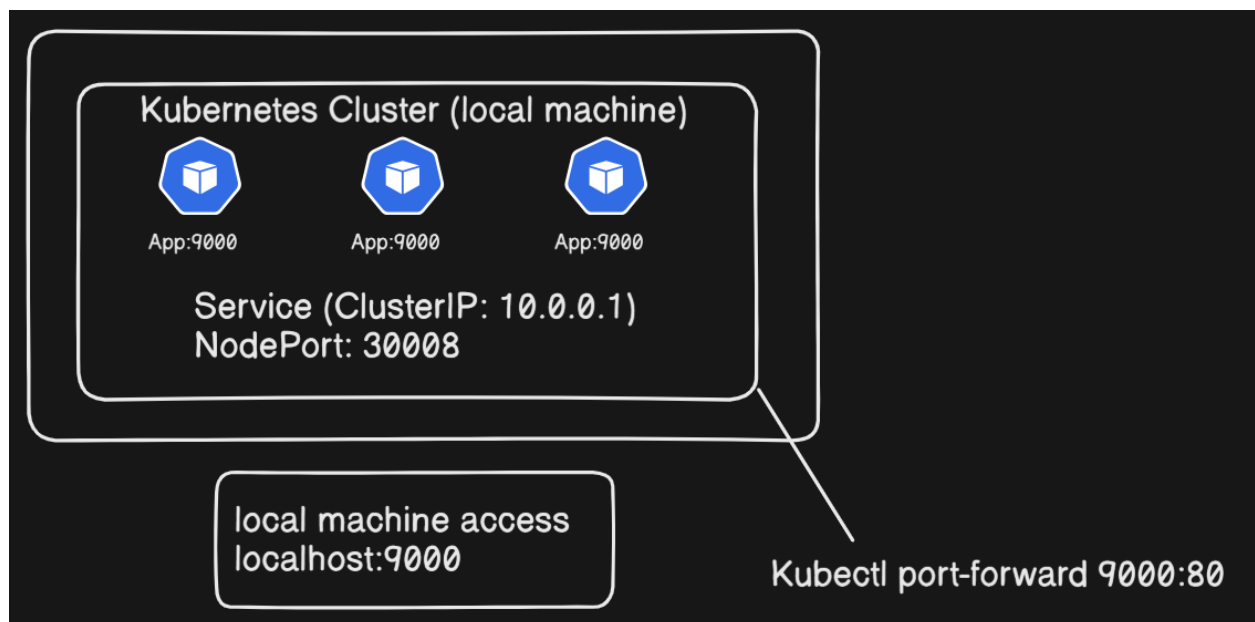 Kubernetes Cluster (local machine)
App:9000
App:9000
App:9000
Service (ClusterIP: 10.0.0.1)
NodePort: 30008
local machine access
localhost:9000
Kubectl port-forward 9000:80